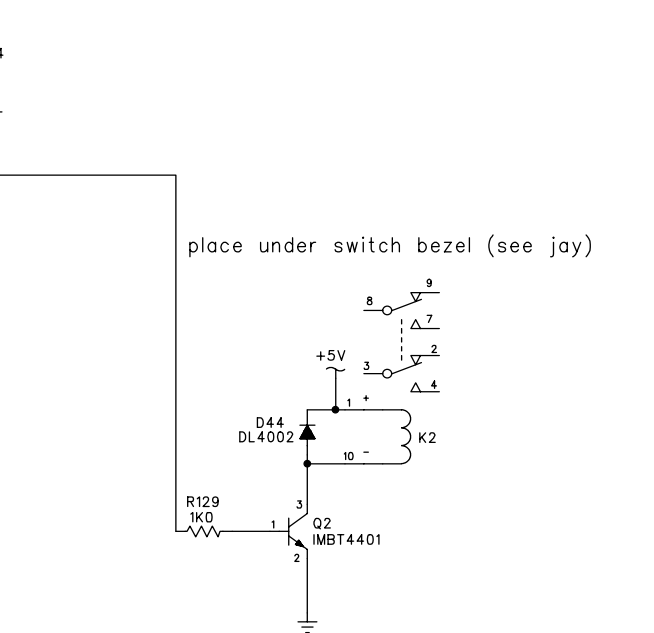 place under switch bezel (see jay)
9
8
7
2
+5V
3
4
1 +
D44
DL4002
K2
10 -
R129
1K0
3
1
Q2
IMBT4401
2